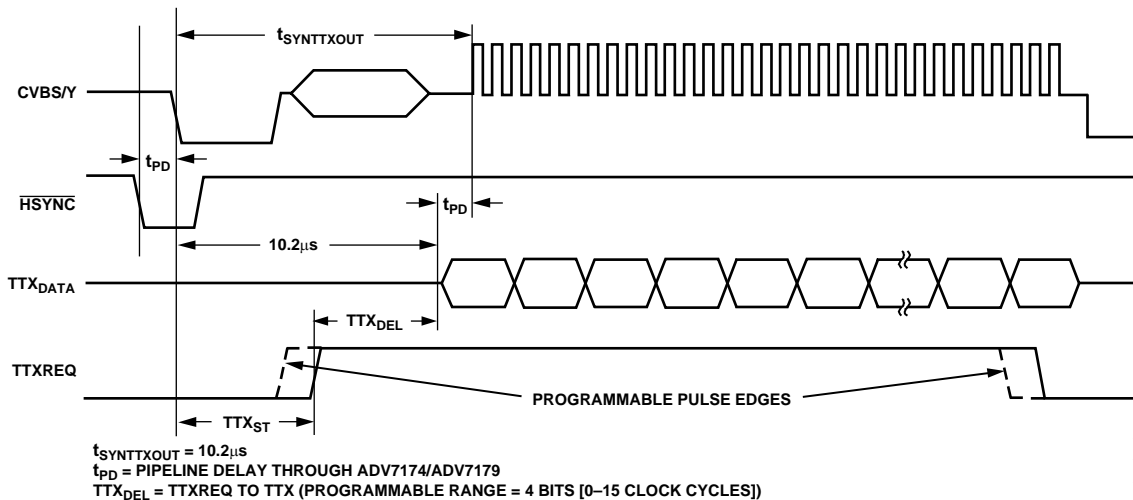 tSYNTTXOUT
CVBS/Y
tPD
HSYNC
tPD
10.2µs
TTXDATA
TTXDEL
TTXREQ
PROGRAMMABLE PULSE EDGES
TTXST
tSYNTTXOUT = 10.2µs
tPD = PIPELINE DELAY THROUGH ADV7174/ADV7179
TTXDEL = TTXREQ TO TTX (PROGRAMMABLE RANGE = 4 BITS [0–15 CLOCK CYCLES])